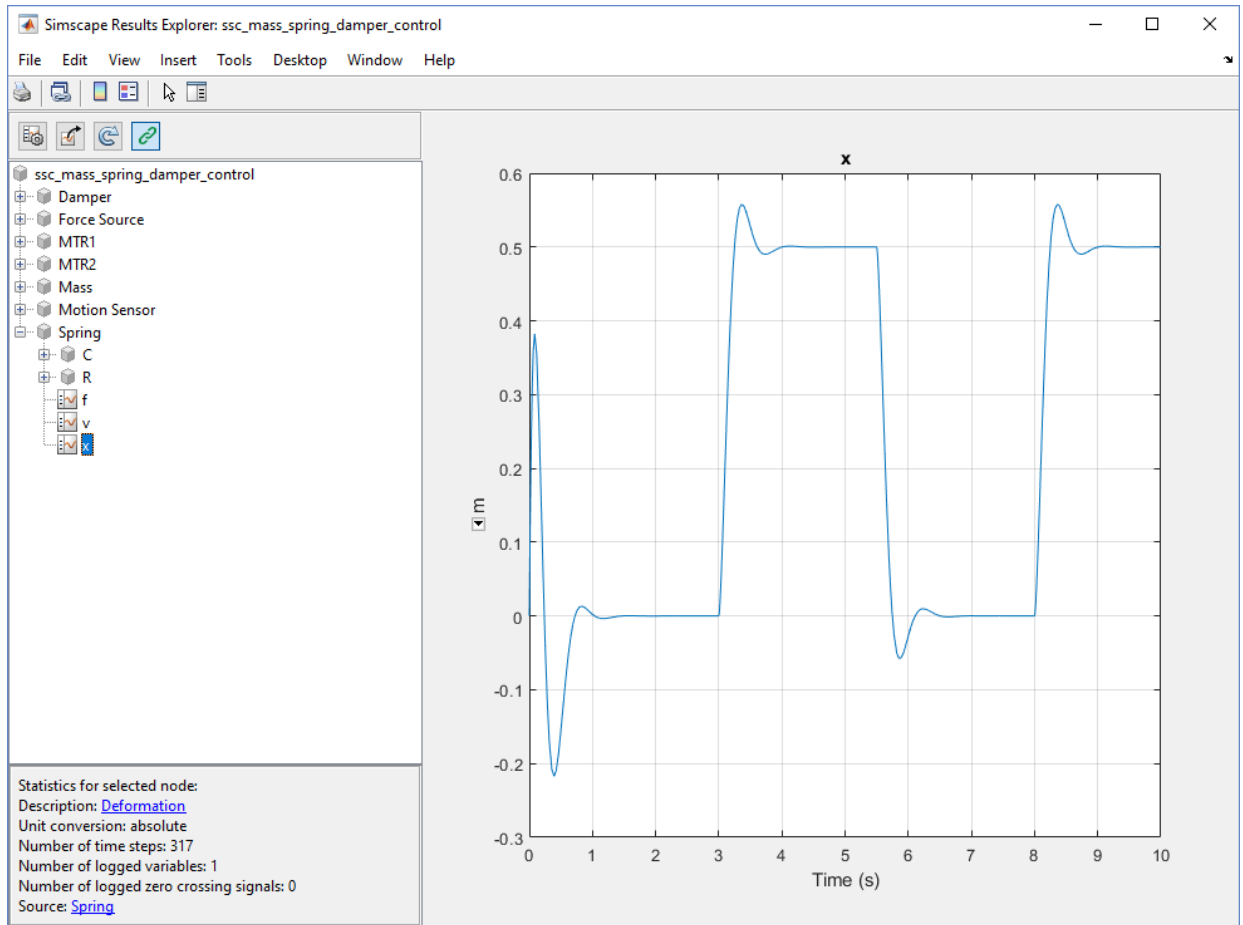 Simscape Results Explorer: ssc_mass_spring_damper_control
File Edit View Insert Tools Desktop Window Help
ssc_mass_spring_damper_control
Damper
Force Source
MTR1
MTR2
Mass
Motion Sensor
Spring
C
R
f
v
x
Statistics for selected node:
Description: Deformation
Unit conversion: absolute
Number of time steps: 317
Number of logged variables: 1
Number of logged zero crossing signals: 0
Source: Spring
x
0.6
0.5
0.4
0.3
0.2
0.1
0
-0.1
-0.2
-0.3
m
0 1 2 3 4 5 6 7 8 9 10
Time (s)